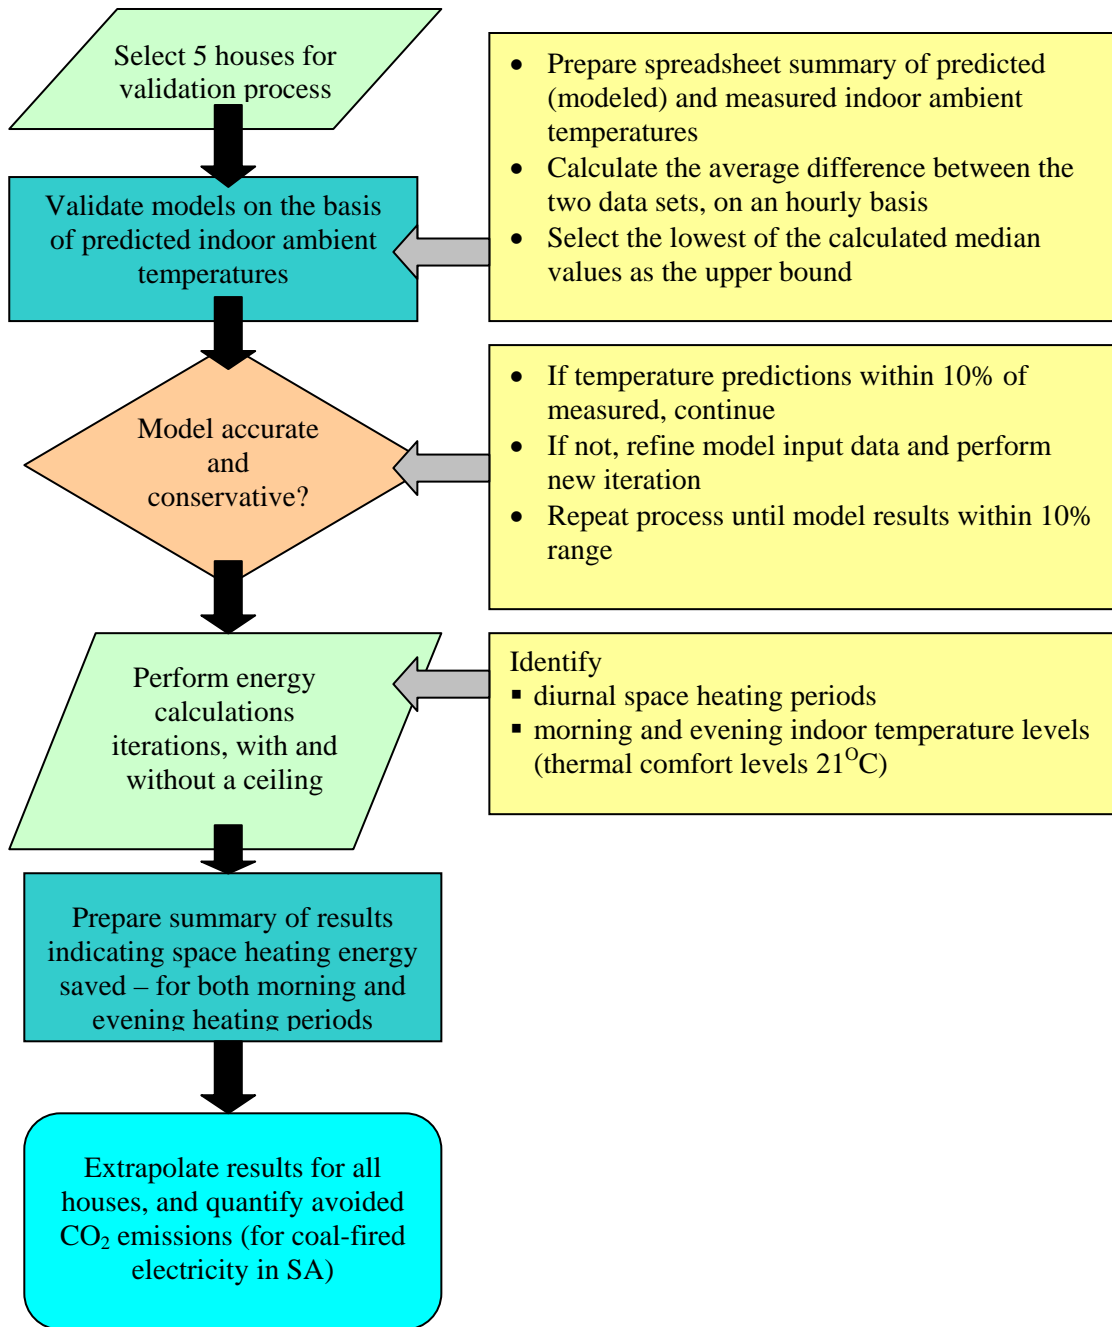 Select 5 houses for
validation process
• Prepare spreadsheet summary of predicted
(modeled) and measured indoor ambient
temperatures
• Calculate the average difference between the
two data sets, on an hourly basis
• Select the lowest of the calculated median
values as the upper bound
Validate models on the basis
of predicted indoor ambient
temperatures
Model accurate
and
conservative?
• If temperature predictions within 10% of
measured, continue
• If not, refine model input data and perform
new iteration
• Repeat process until model results within 10%
range
Perform energy
calculations
iterations, with and
without a ceiling
Identify
▪ diurnal space heating periods
▪ morning and evening indoor temperature levels
(thermal comfort levels 21ᴼC)
Prepare summary of results
indicating space heating energy
saved – for both morning and
evening heating periods
Extrapolate results for all
houses, and quantify avoided
CO₂ emissions (for coal-fired
electricity in SA)